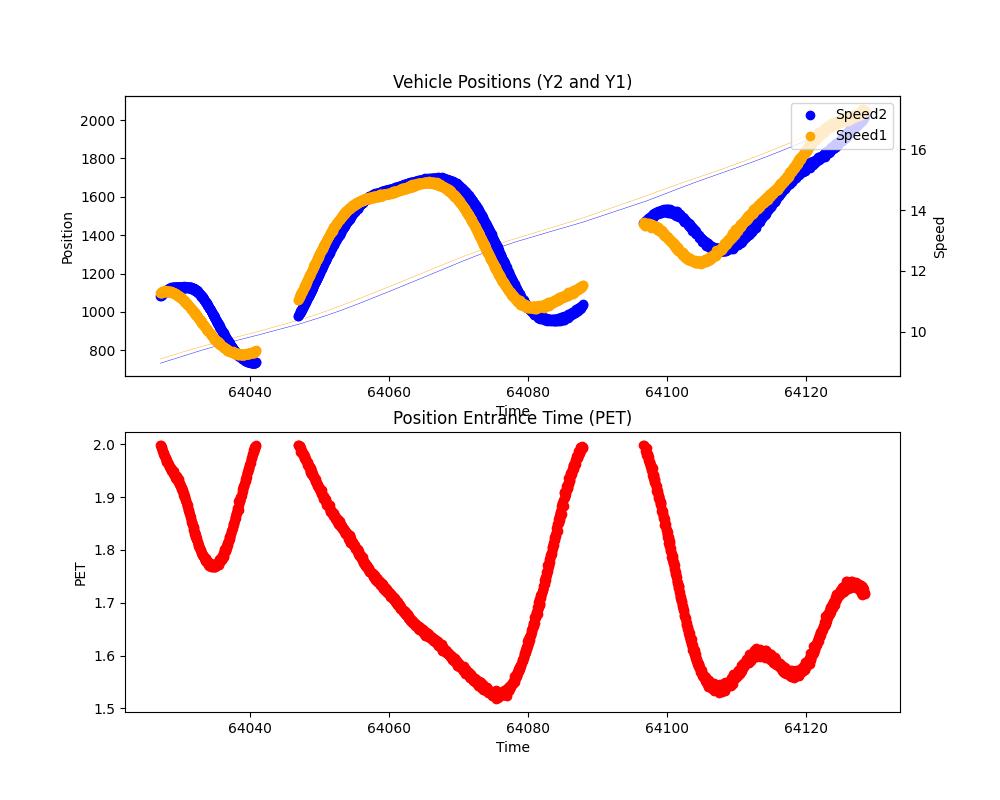 Vehicle Positions (Y2 and Y1)
2000
1800
1600
1400
1200
1000
800
Position
Speed2
Speed1
16
14
12
10
Speed
64040 64060 64080 64100 64120
Time
Position Entrance Time (PET)
2.0
1.9
1.8
1.7
1.6
1.5
PET
64040 64060 64080 64100 64120
Time